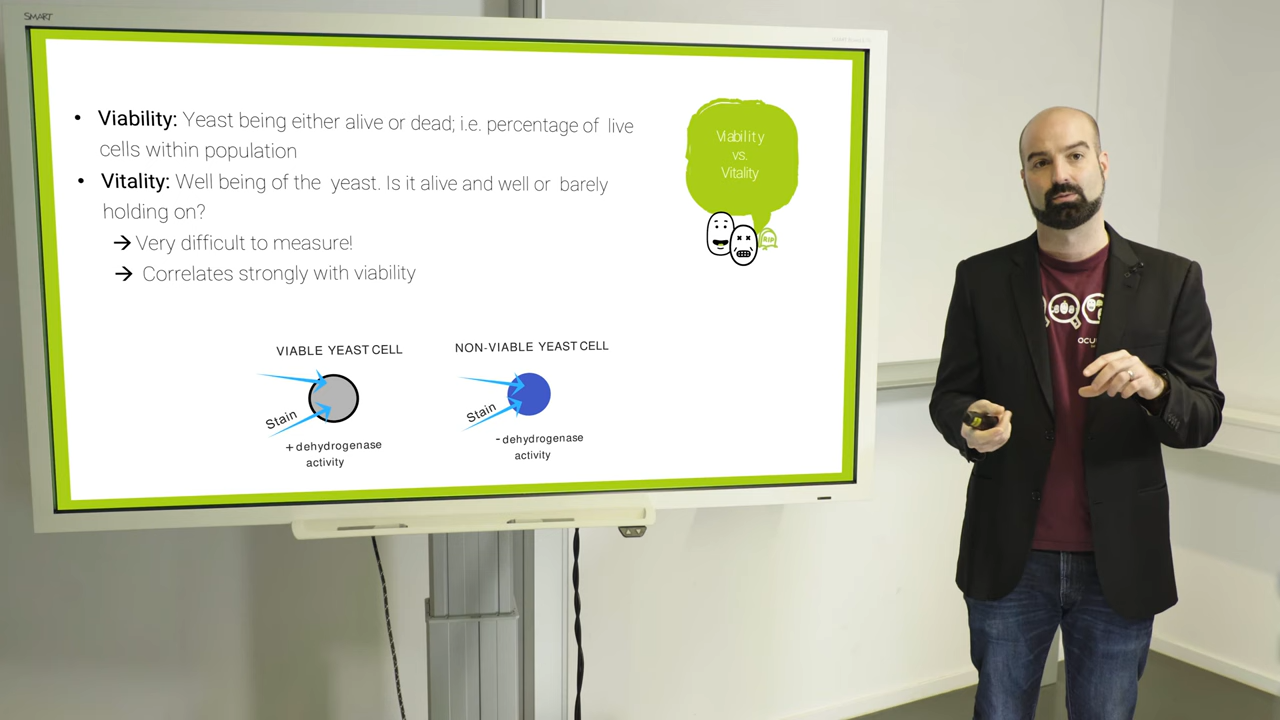 SMART
• Viability: Yeast being either alive or dead; i.e. percentage of live
cells within population
• Vitality: Well being of the yeast. Is it alive and well or barely
holding on?
→ Very difficult to measure!
→ Correlates strongly with viability
Viability
vs.
Vitality
RIP
VIABLE YEAST CELL
Stain
+ dehydrogenase
activity
NON-VIABLE YEAST CELL
Stain
- dehydrogenase
activity